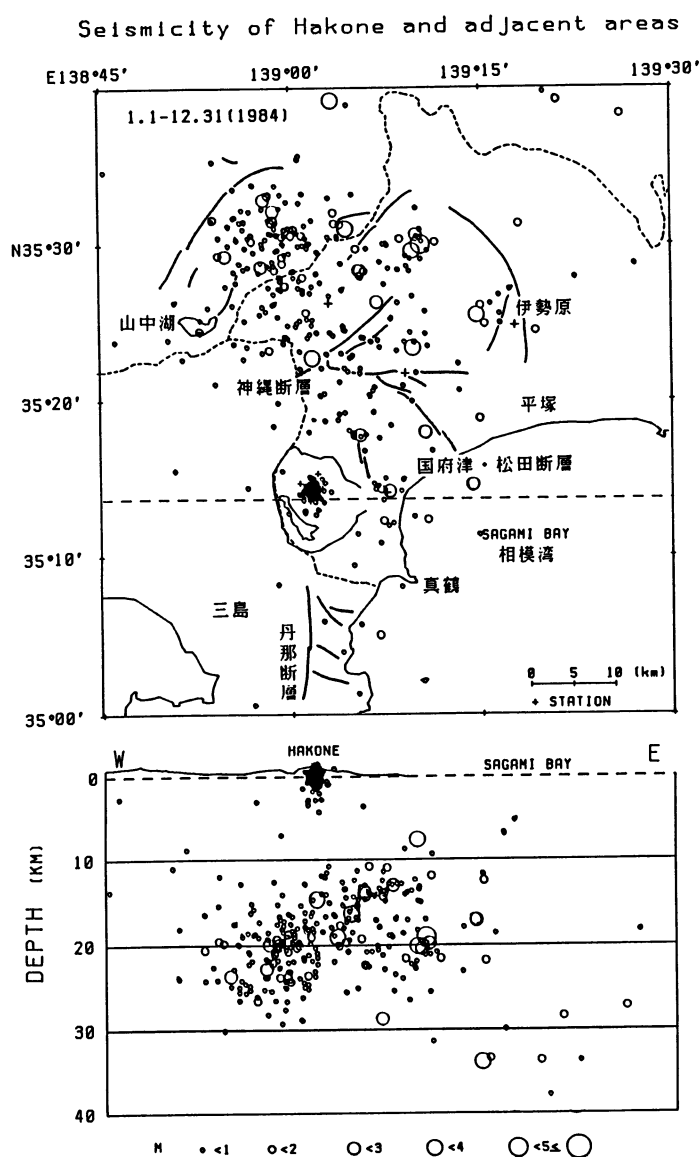 Seismicity of Hakone and adjacent areas
E138°45′ 139°00′ 139°15′ 139°30′
1.1-12.31(1984)
N35°30′
山中湖
伊勢原
神縄断層
35°20′
平塚
国府津・松田断層
SAGAMI BAY
相模湾
35°10′
真鶴
三島
丹那断層
0 5 10 (km)
+ STATION
35°00′
W HAKONE SAGAMI BAY E
0
10
20
30
40
DEPTH (KM)
M <1 <2 <3 <4 <5≤